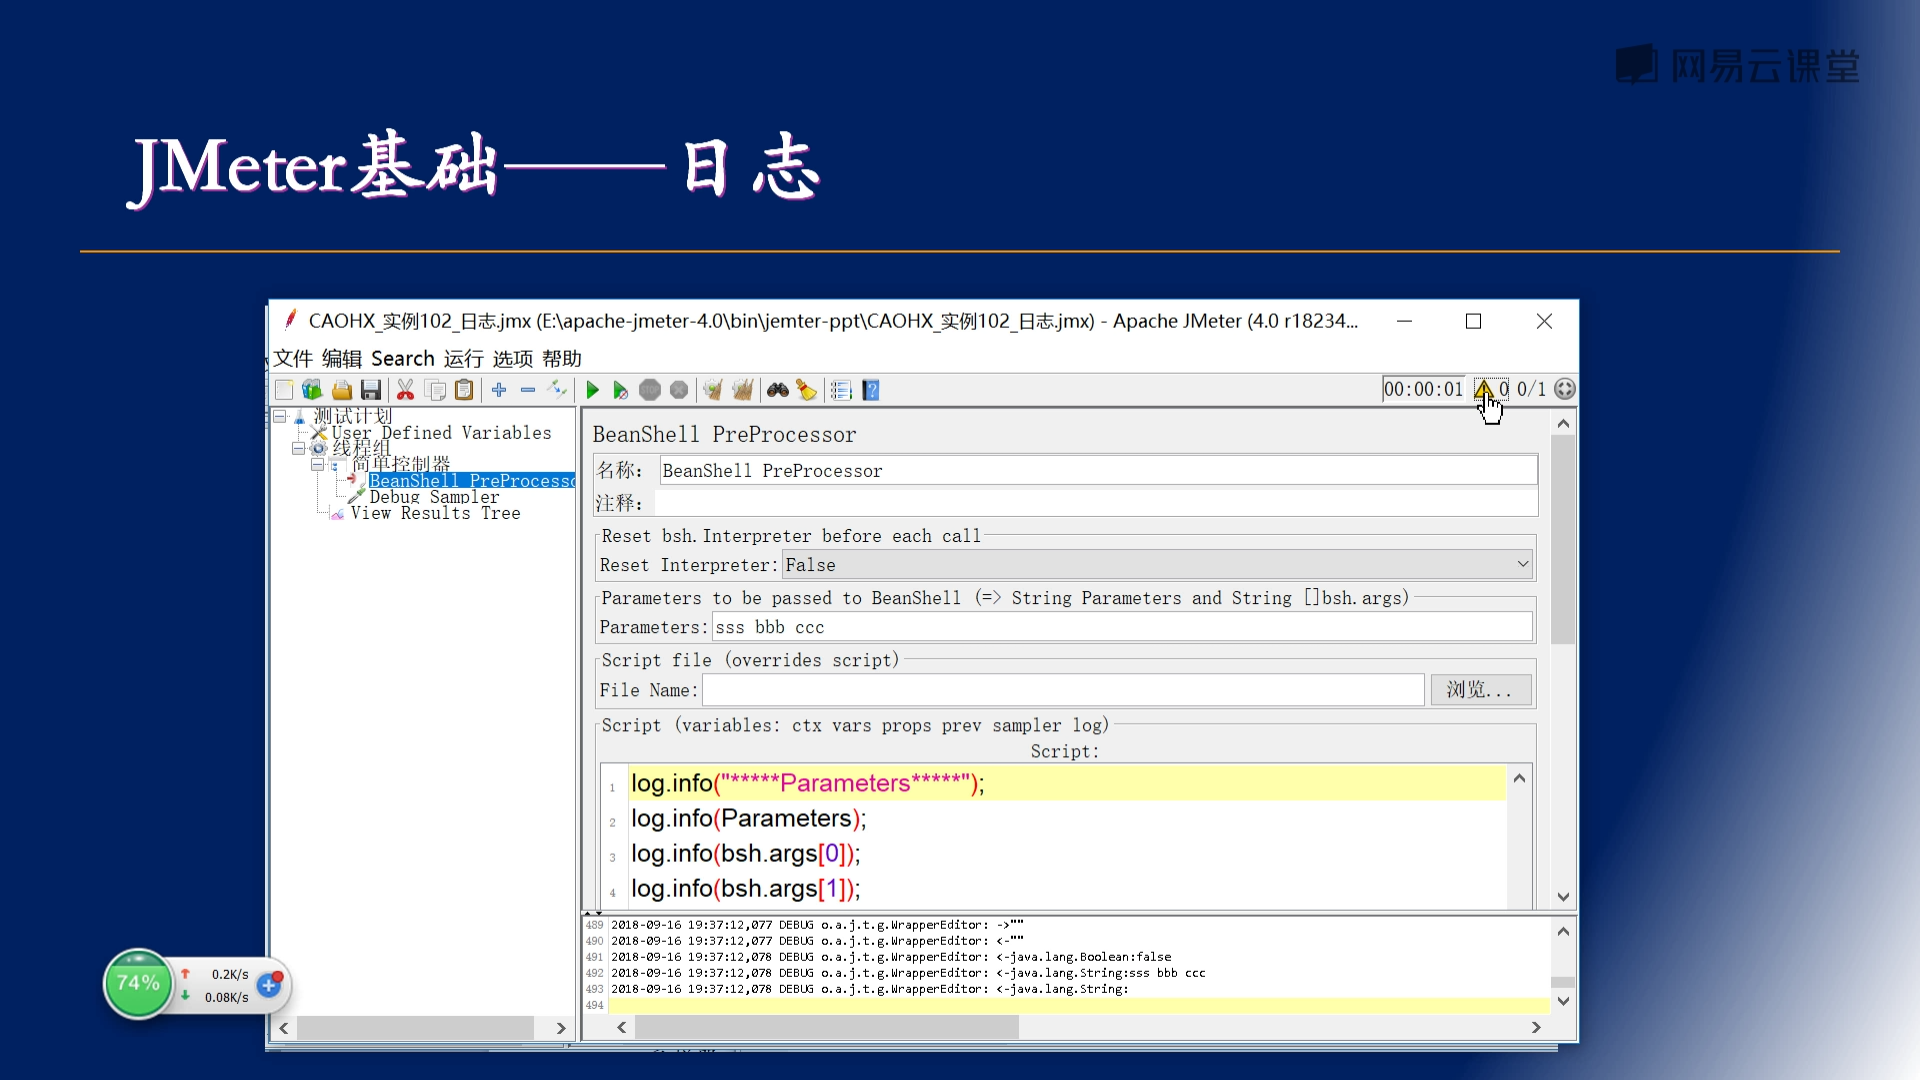 网易云课堂
JMeter基础——日志
CAOHX_实例102_日志.jmx (E:\apache-jmeter-4.0\bin\jemter-ppt\CAOHX_实例102_日志.jmx) - Apache JMeter (4.0 r18234...
文件 编辑 Search 运行 选项 帮助
00:00:01 0 0/1
测试计划
User Defined Variables
线程组
简单控制器
BeanShell PreProcesso
Debug Sampler
View Results Tree
BeanShell PreProcessor
名称: BeanShell PreProcessor
注释:
Reset bsh.Interpreter before each call
Reset Interpreter: False
Parameters to be passed to BeanShell (=> String Parameters and String []bsh.args)
Parameters: sss bbb ccc
Script file (overrides script)
File Name: 浏览...
Script (variables: ctx vars props prev sampler log)
Script:
1 log.info("*****Parameters*****");
2 log.info(Parameters);
3 log.info(bsh.args[0]);
4 log.info(bsh.args[1]);
489 2018-09-16 19:37:12,077 DEBUG o.a.j.t.g.WrapperEditor: ->""
490 2018-09-16 19:37:12,077 DEBUG o.a.j.t.g.WrapperEditor: <-""
491 2018-09-16 19:37:12,078 DEBUG o.a.j.t.g.WrapperEditor: <-java.lang.Boolean:false
492 2018-09-16 19:37:12,078 DEBUG o.a.j.t.g.WrapperEditor: <-java.lang.String:sss bbb ccc
493 2018-09-16 19:37:12,078 DEBUG o.a.j.t.g.WrapperEditor: <-java.lang.String:
494
74%
0.2K/s
0.08K/s